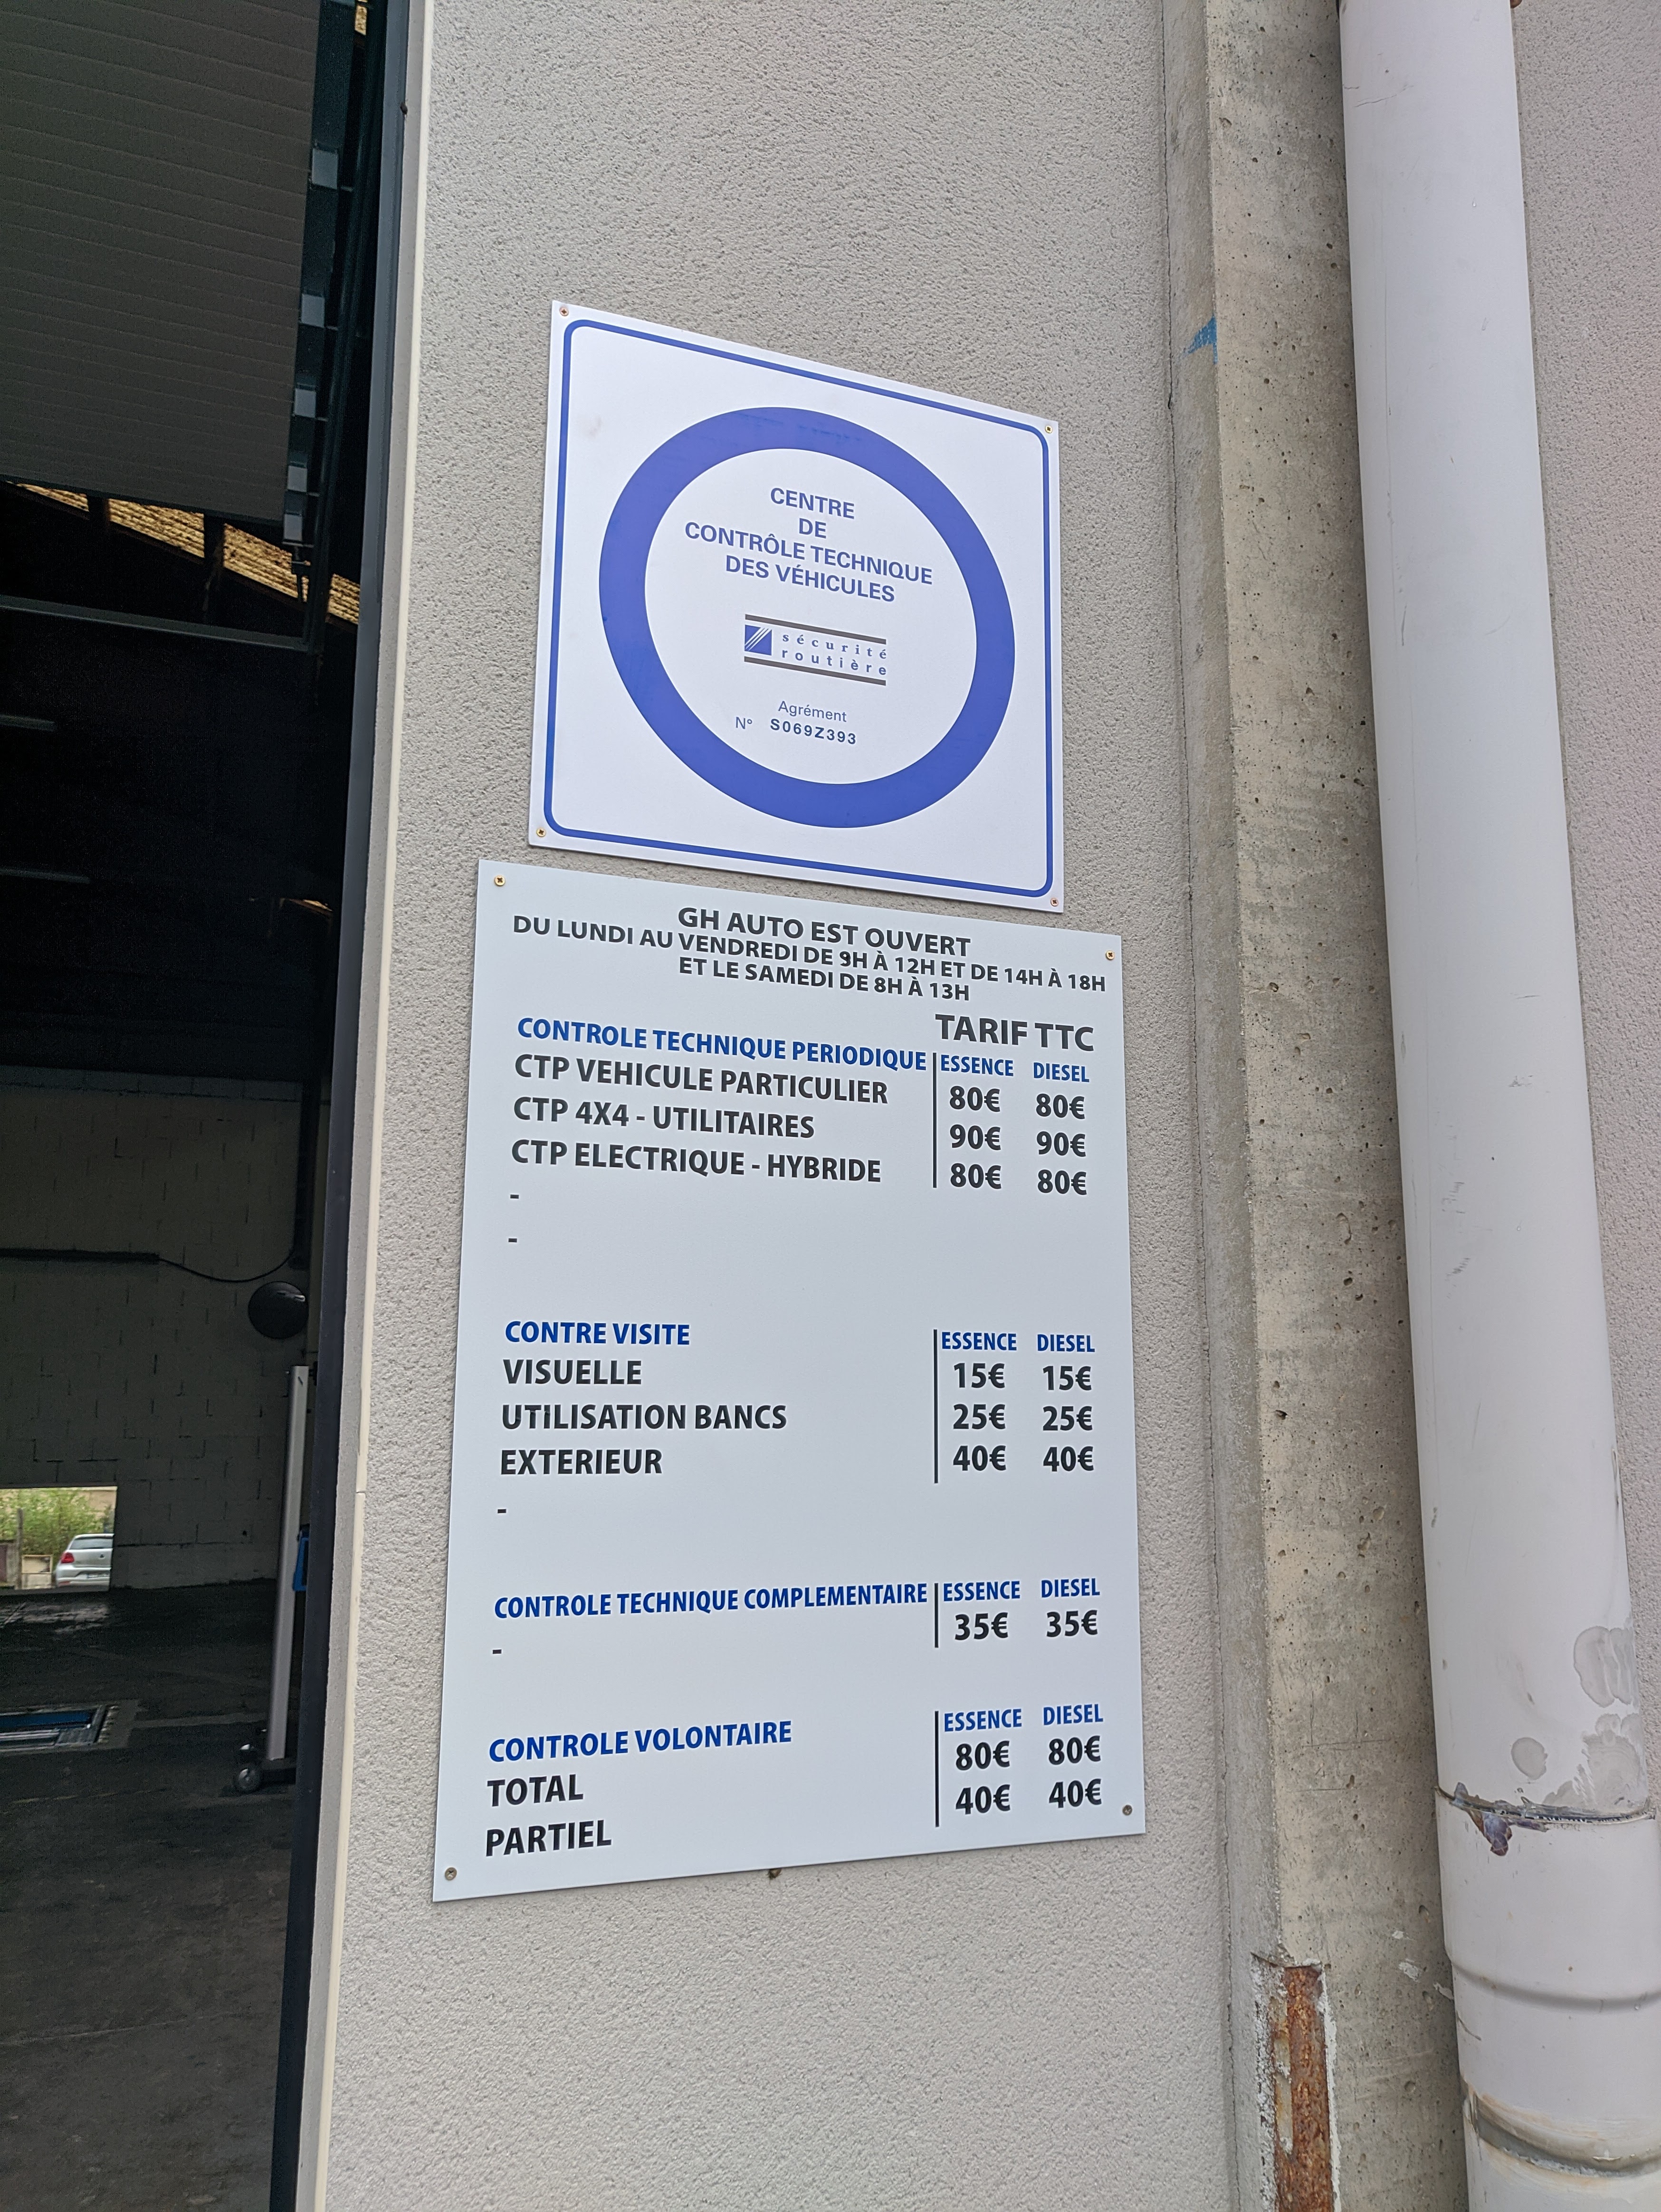 CENTRE
DE
CONTRÔLE TECHNIQUE
DES VÉHICULES
sécurité
routière
Agrément
N° S069Z393
GH AUTO EST OUVERT
DU LUNDI AU VENDREDI DE 9H À 12H ET DE 14H À 18H
ET LE SAMEDI DE 8H À 13H
TARIF TTC
CONTROLE TECHNIQUE PERIODIQUE ESSENCE DIESEL
CTP VEHICULE PARTICULIER 80€ 80€
CTP 4X4 - UTILITAIRES 90€ 90€
CTP ELECTRIQUE - HYBRIDE 80€ 80€
-
-
CONTRE VISITE ESSENCE DIESEL
VISUELLE 15€ 15€
UTILISATION BANCS 25€ 25€
EXTERIEUR 40€ 40€
-
CONTROLE TECHNIQUE COMPLEMENTAIRE ESSENCE DIESEL
- 35€ 35€
CONTROLE VOLONTAIRE ESSENCE DIESEL
TOTAL 80€ 80€
PARTIEL 40€ 40€